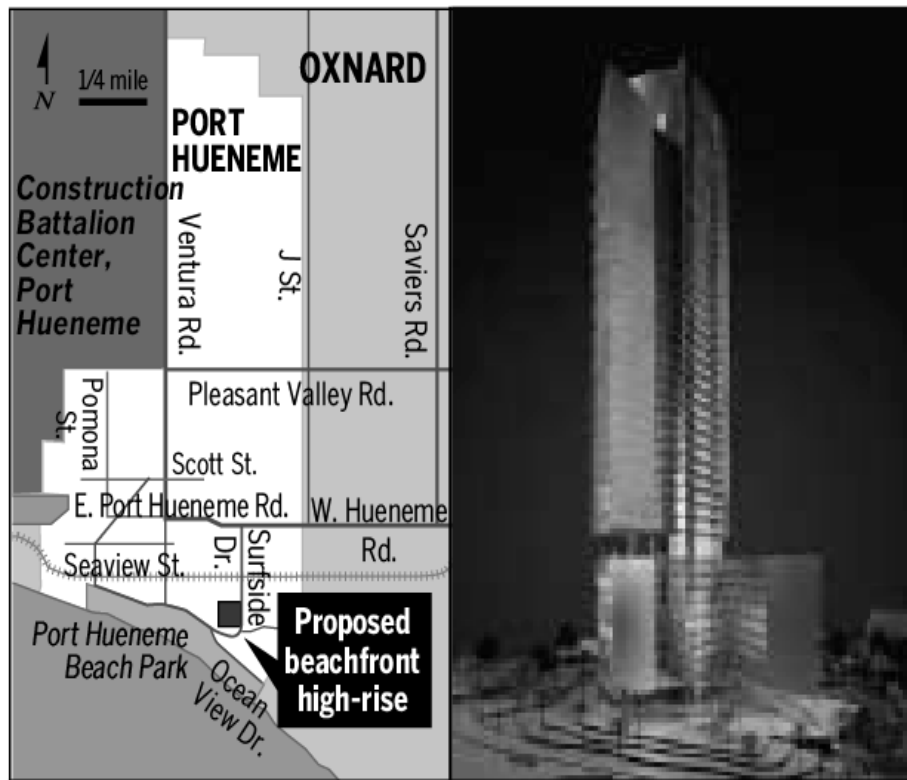 1/4 mile
N
OXNARD
PORT
HUENEME
Construction
Battalion
Center,
Port
Hueneme
Ventura Rd.
J St.
Saviers Rd.
Pleasant Valley Rd.
Pomona
St.
Scott St.
E. Port Hueneme Rd.
W. Hueneme
Rd.
Seaview St.
Surfside
Dr.
Port Hueneme
Beach Park
Ocean
View Dr.
Proposed
beachfront
high-rise